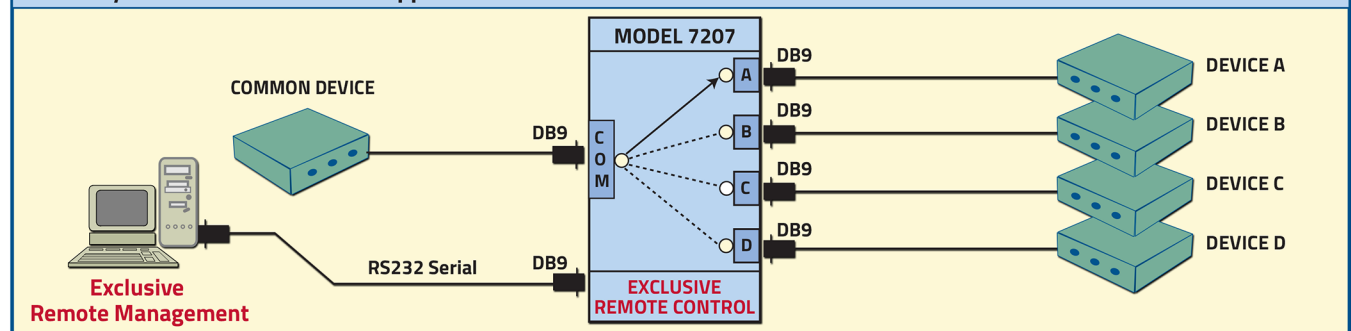 MODEL 7207
COMMON DEVICE
DB9
C
O
M
A
B
C
D
DB9
DB9
DB9
DB9
DEVICE A
DEVICE B
DEVICE C
DEVICE D
RS232 Serial
DB9
Exclusive
Remote Management
EXCLUSIVE
REMOTE CONTROL